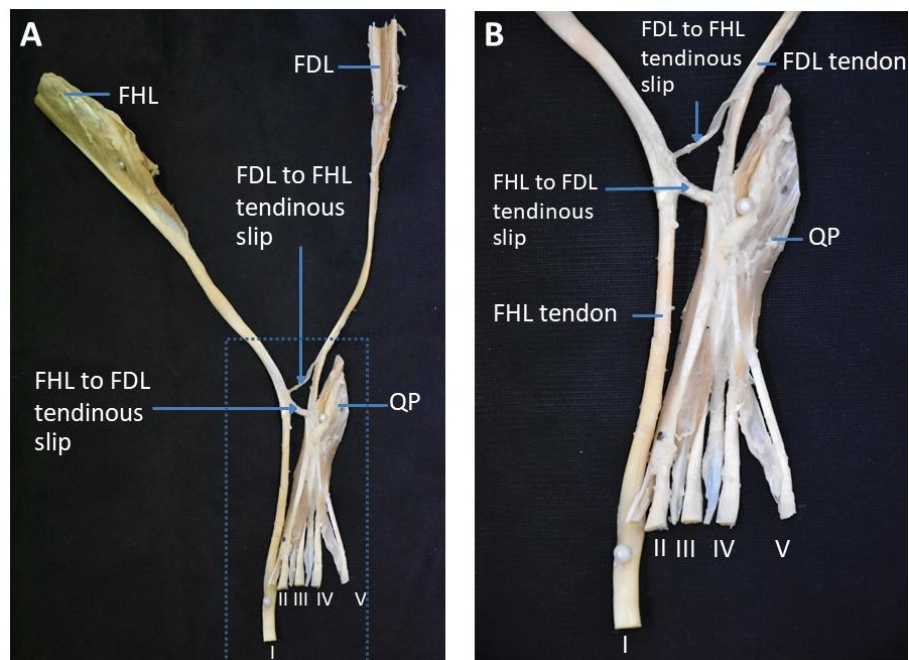 A
FHL
FDL
FDL to FHL
tendinous
slip
FHL to FDL
tendinous
slip
QP
II III IV V
I
B
FDL to FHL
tendinous
slip
FDL tendon
FHL to FDL
tendinous
slip
QP
FHL tendon
II III IV V
I